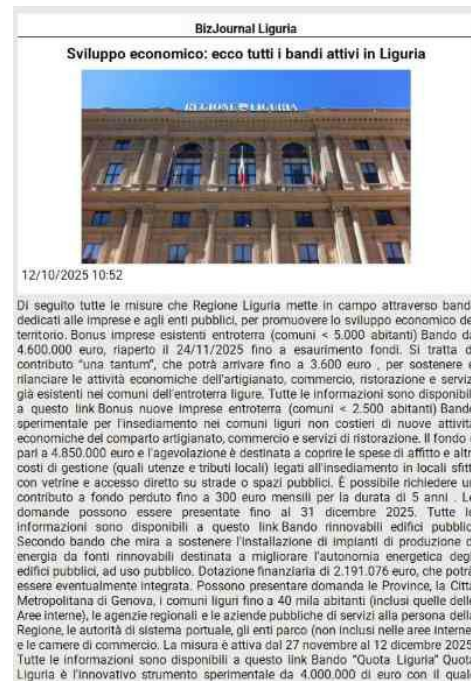 BizJournal Liguria
Sviluppo economico: ecco tutti i bandi attivi in Liguria
REGIONE LIGURIA
12/10/2025 10:52
Di seguito tutte le misure che Regione Liguria mette in campo attraverso band
dedicati alle imprese e agli enti pubblici, per promuovere lo sviluppo economico de
territorio. Bonus imprese esistenti entroterra (comuni < 5.000 abitanti) Bando da
4.600.000 euro, riaperto il 24/11/2025 fino a esaurimento fondi. Si tratta d
contributo "una tantum", che potrà arrivare fino a 3.600 euro , per sostenere e
rilanciare le attività economiche dell'artigianato, commercio, ristorazione e serviz
già esistenti nei comuni dell'entroterra ligure. Tutte le informazioni sono disponibil
a questo link Bonus nuove imprese entroterra (comuni < 2.500 abitanti) Bando
sperimentale per l'insediamento nei comuni liguri non costieri di nuove attività
economiche del comparto artigianato, commercio e servizi di ristorazione. Il fondo è
pari a 4.850.000 euro e l'agevolazione è destinata a coprire le spese di affitto e altr
costi di gestione (quali utenze e tributi locali) legati all'insediamento in locali sfitt
con vetrine e accesso diretto su strade o spazi pubblici. È possibile richiedere un
contributo a fondo perduto fino a 300 euro mensili per la durata di 5 anni . Le
domande possono essere presentate fino al 31 dicembre 2025. Tutte le
informazioni sono disponibili a questo link Bando rinnovabili edifici pubblic
Secondo bando che mira a sostenere l'installazione di impianti di produzione d
energia da fonti rinnovabili destinata a migliorare l'autonomia energetica degl
edifici pubblici, ad uso pubblico. Dotazione finanziaria di 2.191.076 euro, che potrà
essere eventualmente integrata. Possono presentare domanda le Province, la Città
Metropolitana di Genova, i comuni liguri fino a 40 mila abitanti (inclusi quelle delle
Aree interne), le agenzie regionali e le aziende pubbliche di servizi alla persona della
Regione, le autorità di sistema portuale, gli enti parco (non inclusi nelle aree interne
e le camere di commercio. La misura è attiva dal 27 novembre al 12 dicembre 2025
Tutte le informazioni sono disponibili a questo link Bando "Quota Liguria" Quota
Liguria è l'innovativo strumento sperimentale da 4.000.000 di euro con il qual